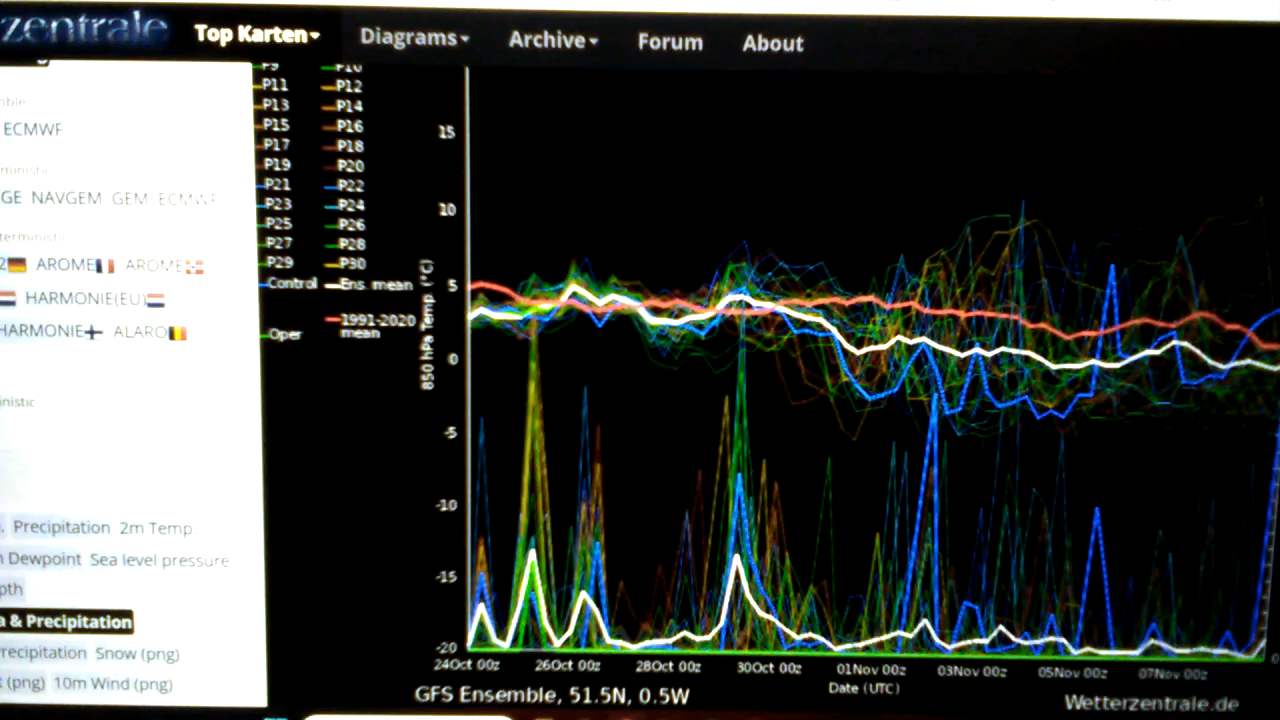 zentrale Top Karten Diagrams Archive Forum About
P9 P10
P11 P12
P13 P14
P15 P16
P17 P18
P19 P20
P21 P22
P23 P24
P25 P26
P27 P28
P29 P30
Control Ens. mean
Oper 1991-2020 mean
ECMWF
GE NAVGEM GEM ECMWF
AROME AROME
HARMONIE(EU)
HARMONIE ALARO
Precipitation 2m Temp
Dewpoint Sea level pressure
pth
a & Precipitation
recipitation Snow (png)
(png) 10m Wind (png)
850 hPa Temp. (°C)
15
10
5
0
-5
-10
-15
-20
24Oct 00z 26Oct 00z 28Oct 00z 30Oct 00z 01Nov 00z 03Nov 00z 05Nov 00z 07Nov 00z
Date (UTC)
GFS Ensemble, 51.5N, 0.5W
Wetterzentrale.de